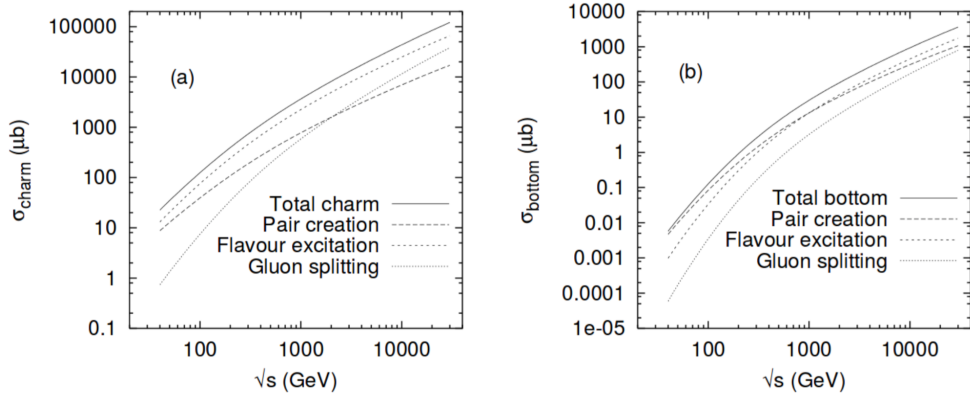 100000
10000
1000
100
10
1
0.1
σcharm (μb)
(a)
Total charm
Pair creation
Flavour excitation
Gluon splitting
100 1000 10000
√s (GeV)
10000
1000
100
10
1
0.1
0.01
0.001
0.0001
1e-05
σbottom (μb)
(b)
Total bottom
Pair creation
Flavour excitation
Gluon splitting
100 1000 10000
√s (GeV)